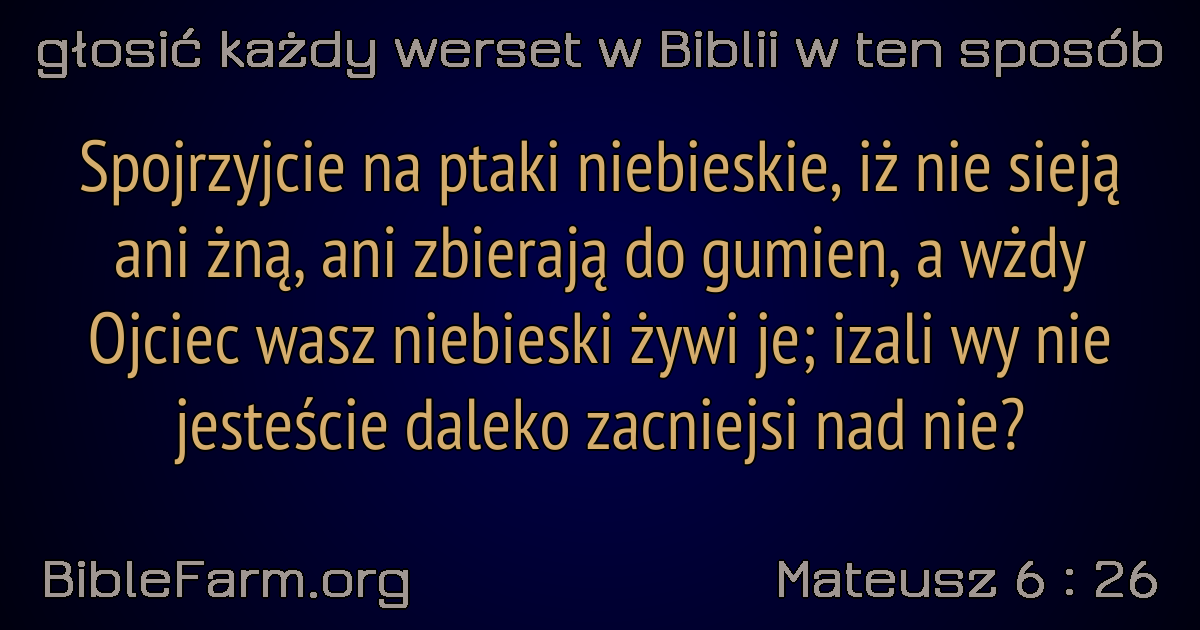 głosić każdy werset w Biblii w ten sposób
Spojrzyjcie na ptaki niebieskie, iż nie sieją
ani żną, ani zbierają do gumien, a wżdy
Ojciec wasz niebieski żywi je; izali wy nie
jesteście daleko zacniejsi nad nie?
BibleFarm.org
Mateusz 6 : 26